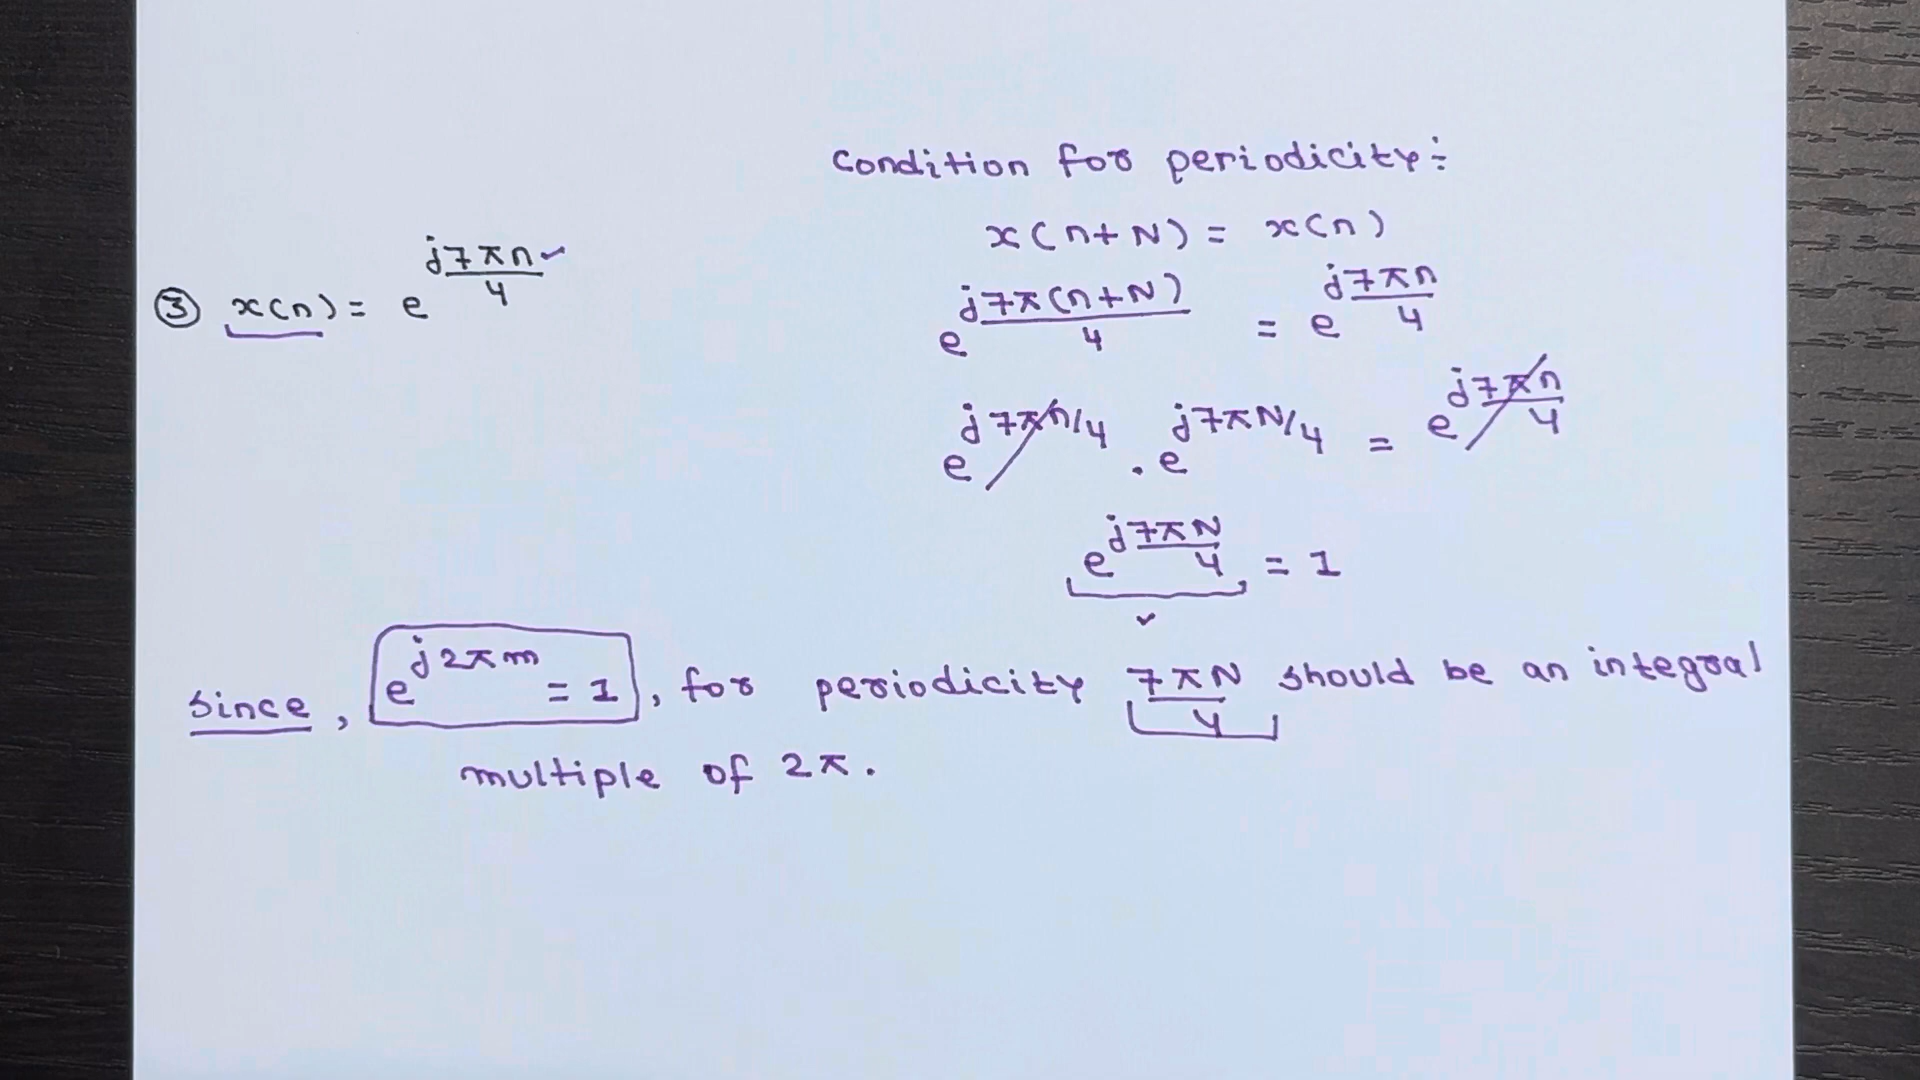 Condition for periodicity:
x(n+N) = x(n)
③ x(n) = e^{j7πn/4}
e^{j7π(n+N)/4} = e^{j7πn/4}
e^{j7πn/4} . e^{j7πN/4} = e^{j7πn/4}
e^{j7πN/4} = 1
Since, e^{j2πm} = 1, for periodicity 7πN/4 should be an integral
multiple of 2π.